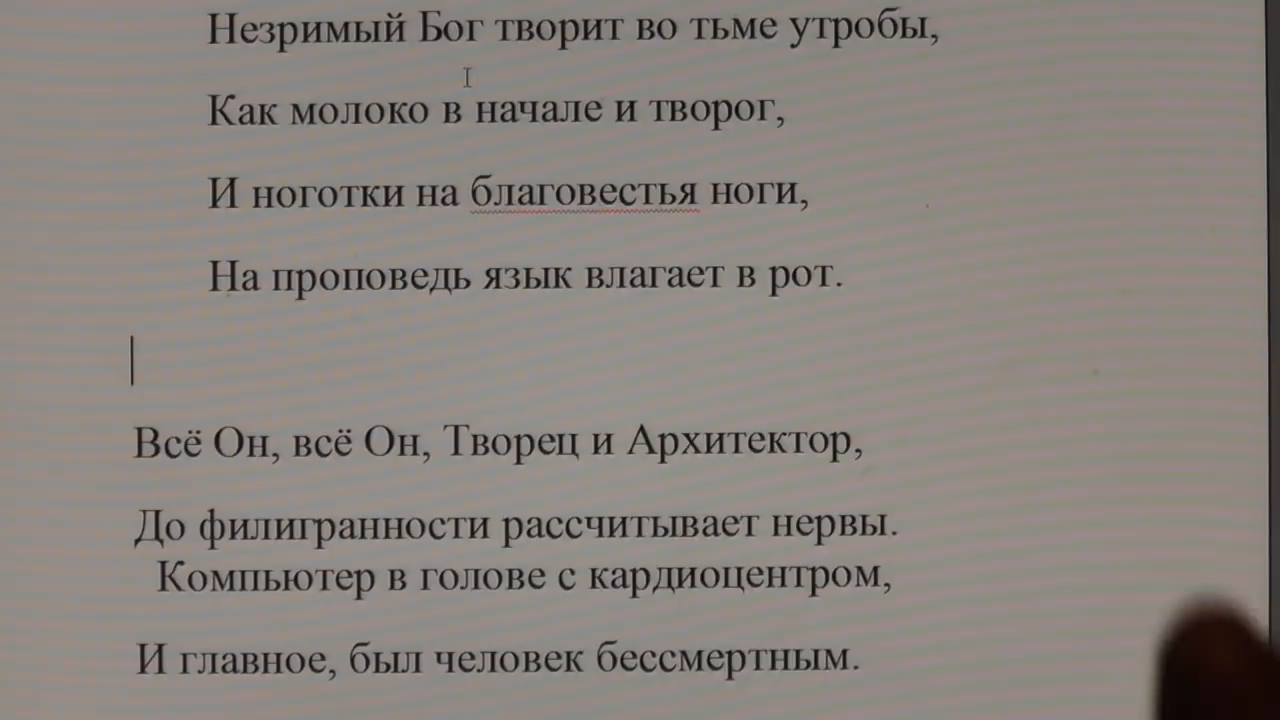 Незримый Бог творит во тьме утробы,
Как молоко в начале и творог,
И ноготки на благовестья ноги,
На проповедь язык влагает в рот.
Всё Он, всё Он, Творец и Архитектор,
До филигранности рассчитывает нервы.
Компьютер в голове с кардиоцентром,
И главное, был человек бессмертным.